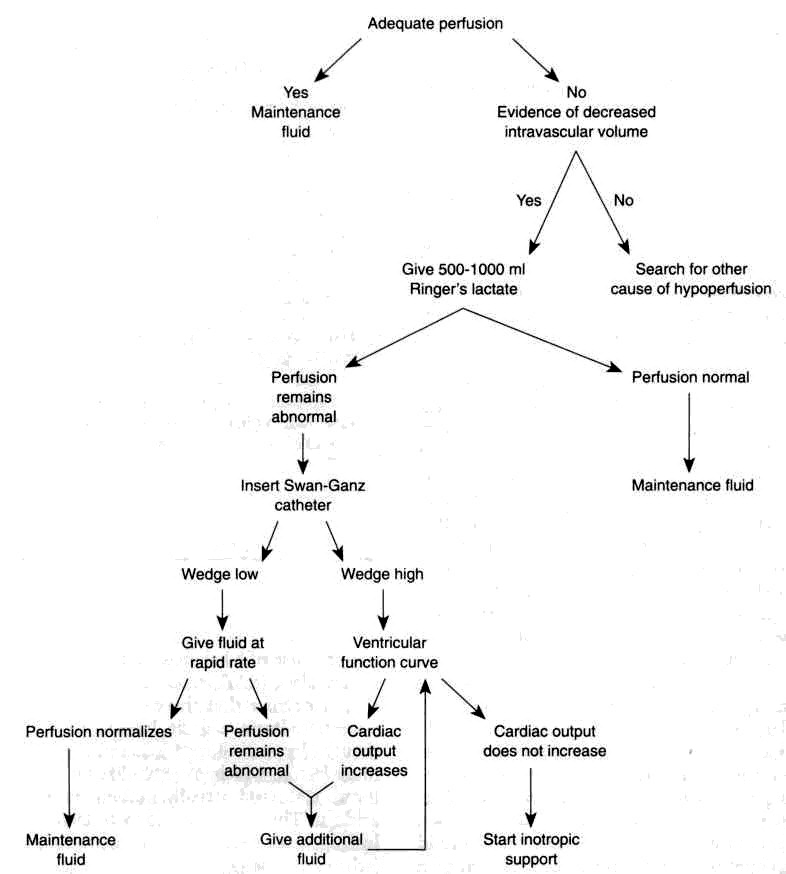 Adequate perfusion
Yes
Maintenance
fluid
No
Evidence of decreased
intravascular volume
Yes
No
Give 500-1000 ml
Ringer's lactate
Search for other
cause of hypoperfusion
Perfusion
remains
abnormal
Perfusion normal
Insert Swan-Ganz
catheter
Maintenance fluid
Wedge low
Wedge high
Give fluid at
rapid rate
Ventricular
function curve
Perfusion normalizes
Perfusion
remains
abnormal
Cardiac
output
increases
Cardiac output
does not increase
Maintenance
fluid
Give additional
fluid
Start inotropic
support